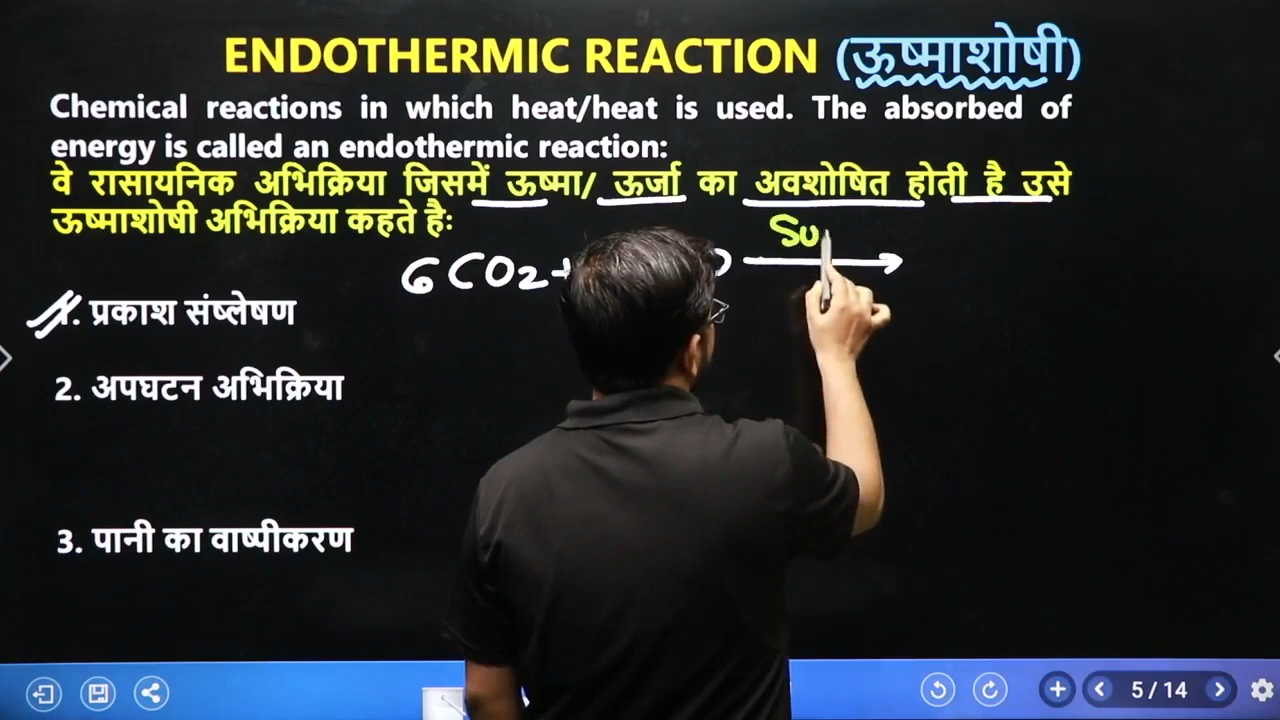 ENDOTHERMIC REACTION (ऊष्माशोषी)
Chemical reactions in which heat/heat is used. The absorbed of
energy is called an endothermic reaction:
वे रासायनिक अभिक्रिया जिसमें ऊष्मा/ ऊर्जा का अवशोषित होती है उसे
ऊष्माशोषी अभिक्रिया कहते हैः
Su
6CO2+
1. प्रकाश संष्लेषण
2. अपघटन अभिक्रिया
3. पानी का वाष्पीकरण
5 / 14